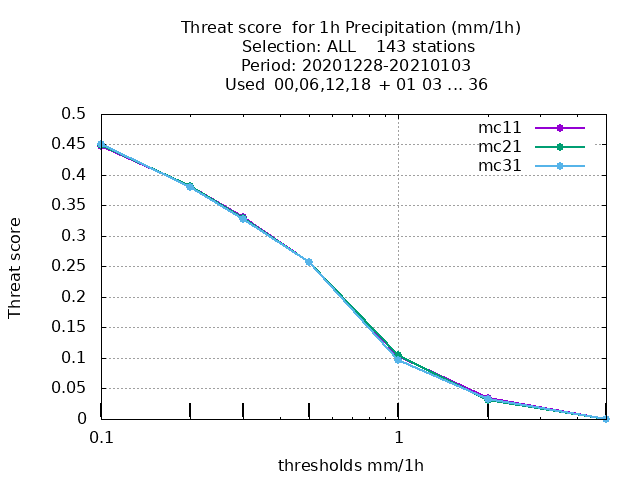 Threat score  for 1h Precipitation (mm/1h)
Selection: ALL    143 stations
Period: 20201228-20210103
Used  00,06,12,18  + 01 03 ... 36
0.5
0.45
0.4
0.35
0.3
0.25
0.2
0.15
0.1
0.05
0
Threat score
mc11
mc21
mc31
0.1
1
thresholds mm/1h